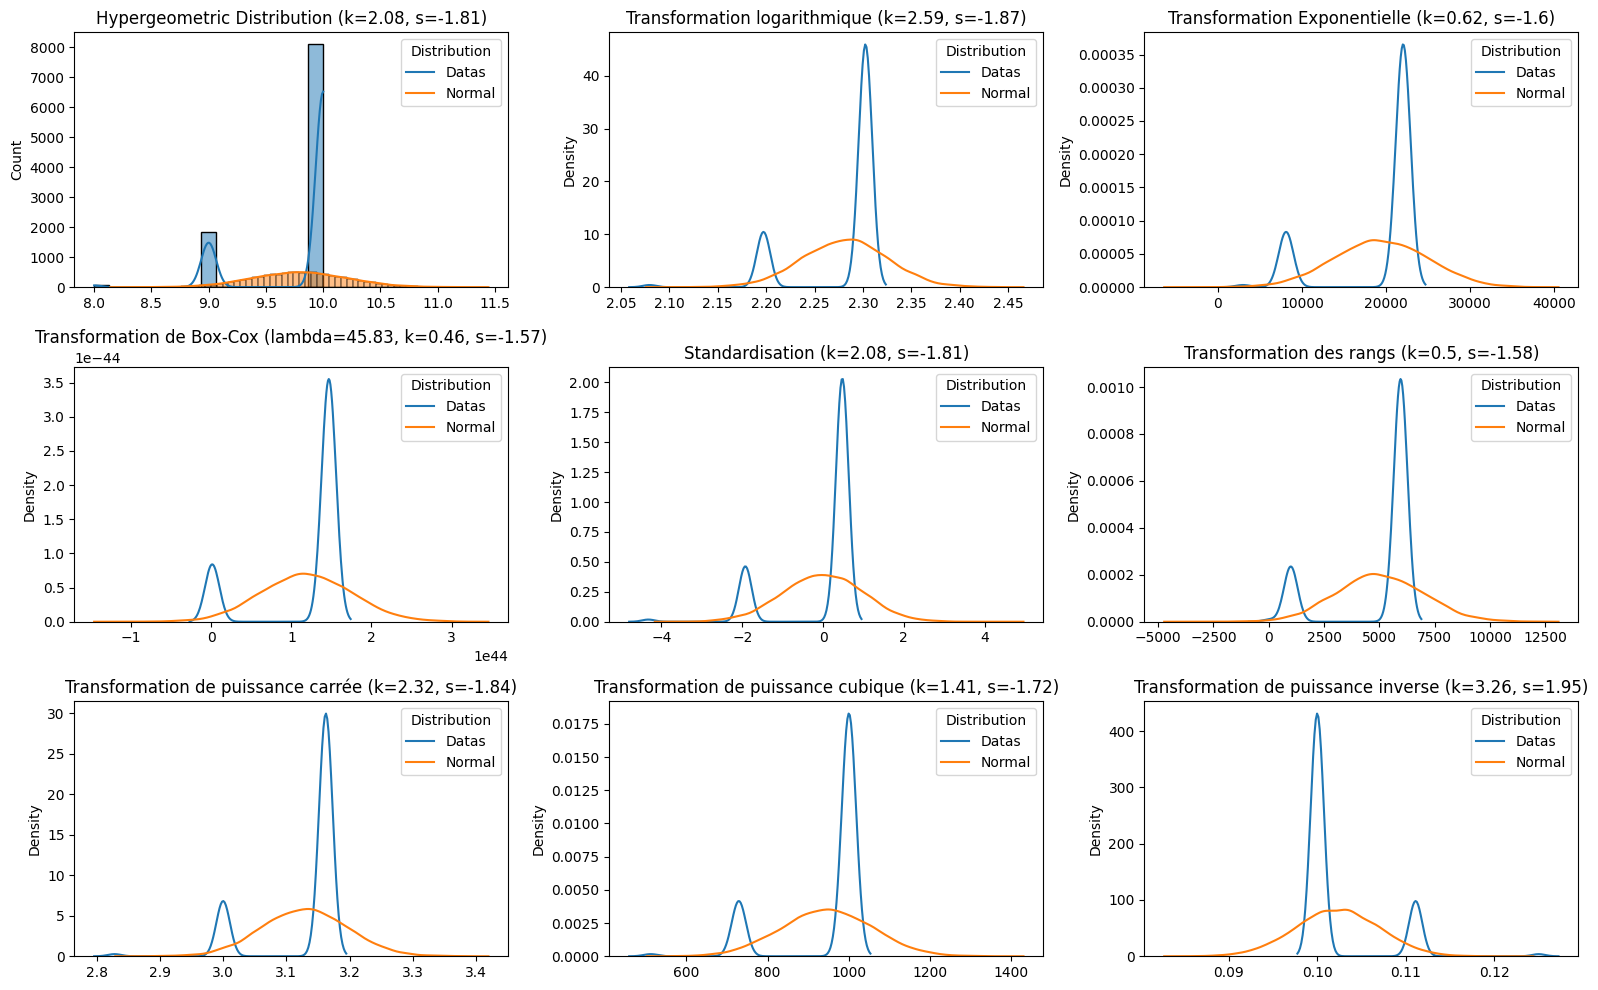 Hypergeometric Distribution (k=2.08, s=-1.81)
Count
8000
7000
6000
5000
4000
3000
2000
1000
0
8.0 8.5 9.0 9.5 10.0 10.5 11.0 11.5
Distribution
Datas
Normal
Transformation logarithmique (k=2.59, s=-1.87)
Density
40
30
20
10
0
2.05 2.10 2.15 2.20 2.25 2.30 2.35 2.40 2.45
Distribution
Datas
Normal
Transformation Exponentielle (k=0.62, s=-1.6)
Density
0.00035
0.00030
0.00025
0.00020
0.00015
0.00010
0.00005
0.00000
0 10000 20000 30000 40000
Distribution
Datas
Normal
Transformation de Box-Cox (lambda=45.83, k=0.46, s=-1.57)
1e−44
Density
3.5
3.0
2.5
2.0
1.5
1.0
0.5
0.0
−1 0 1 2 3
1e44
Distribution
Datas
Normal
Standardisation (k=2.08, s=-1.81)
Density
2.00
1.75
1.50
1.25
1.00
0.75
0.50
0.25
0.00
−4 −2 0 2 4
Distribution
Datas
Normal
Transformation des rangs (k=0.5, s=-1.58)
Density
0.0010
0.0008
0.0006
0.0004
0.0002
0.0000
−5000 −2500 0 2500 5000 7500 10000 12500
Distribution
Datas
Normal
Transformation de puissance carrée (k=2.32, s=-1.84)
Density
30
25
20
15
10
5
0
2.8 2.9 3.0 3.1 3.2 3.3 3.4
Distribution
Datas
Normal
Transformation de puissance cubique (k=1.41, s=-1.72)
Density
0.0175
0.0150
0.0125
0.0100
0.0075
0.0050
0.0025
0.0000
600 800 1000 1200 1400
Distribution
Datas
Normal
Transformation de puissance inverse (k=3.26, s=1.95)
Density
400
300
200
100
0
0.09 0.10 0.11 0.12
Distribution
Datas
Normal